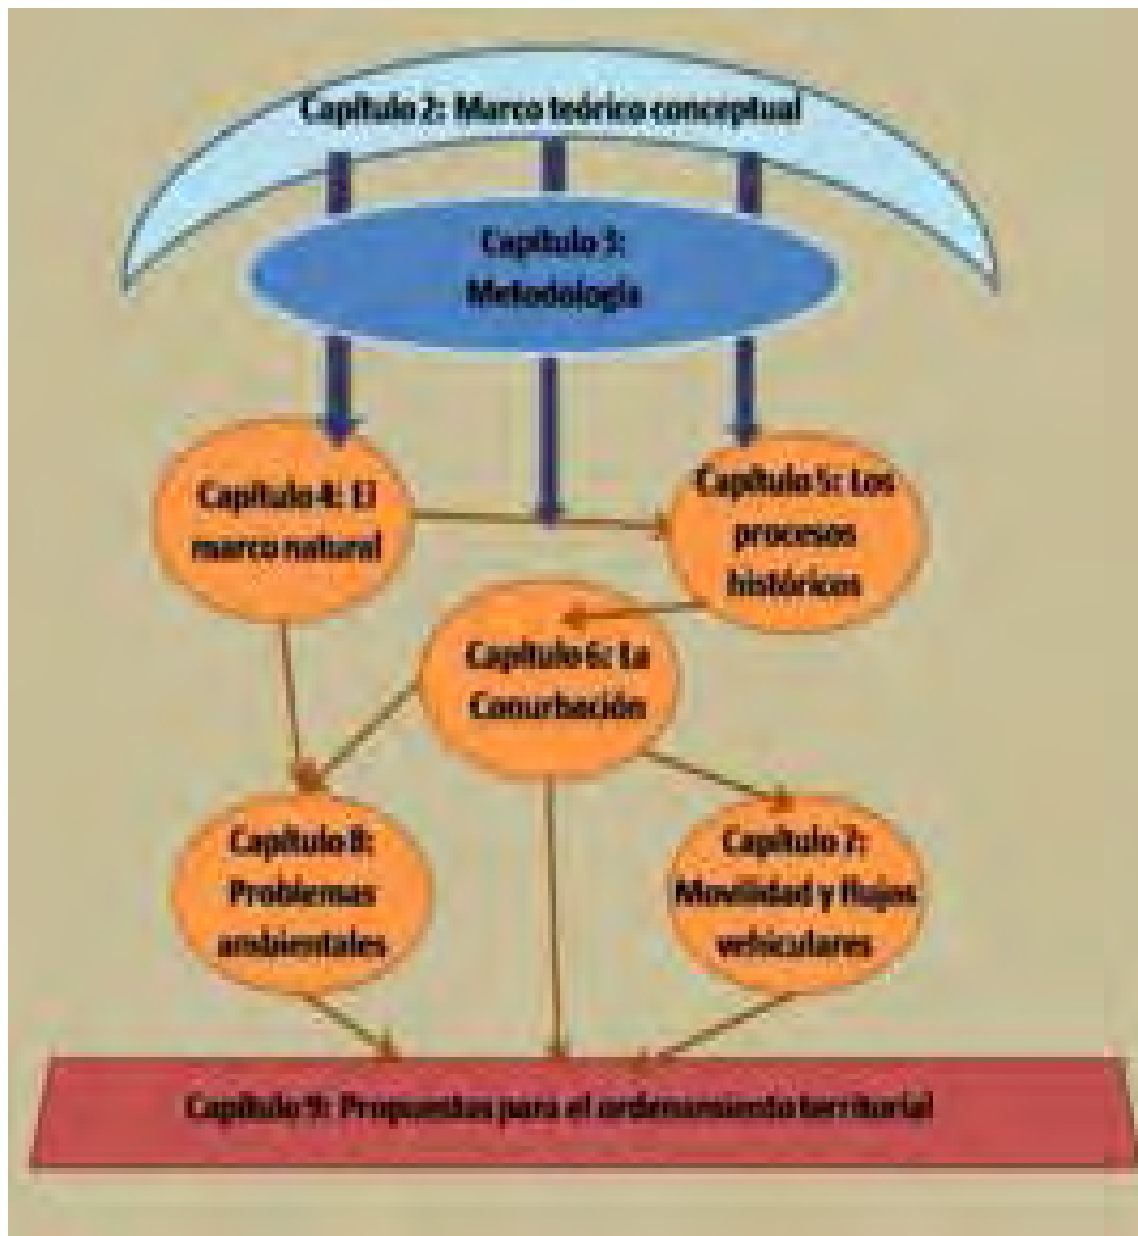 Capítulo 2: Marco teórico conceptual
Capítulo 3:
Metodología
Capítulo 4: El
marco natural
Capítulo 5: Los
procesos
históricos
Capítulo 6: La
Conurbación
Capítulo 8:
Problemas
ambientales
Capítulo 7:
Movilidad y flujos
vehiculares
Capítulo 9: Propuestas para el ordenamiento territorial